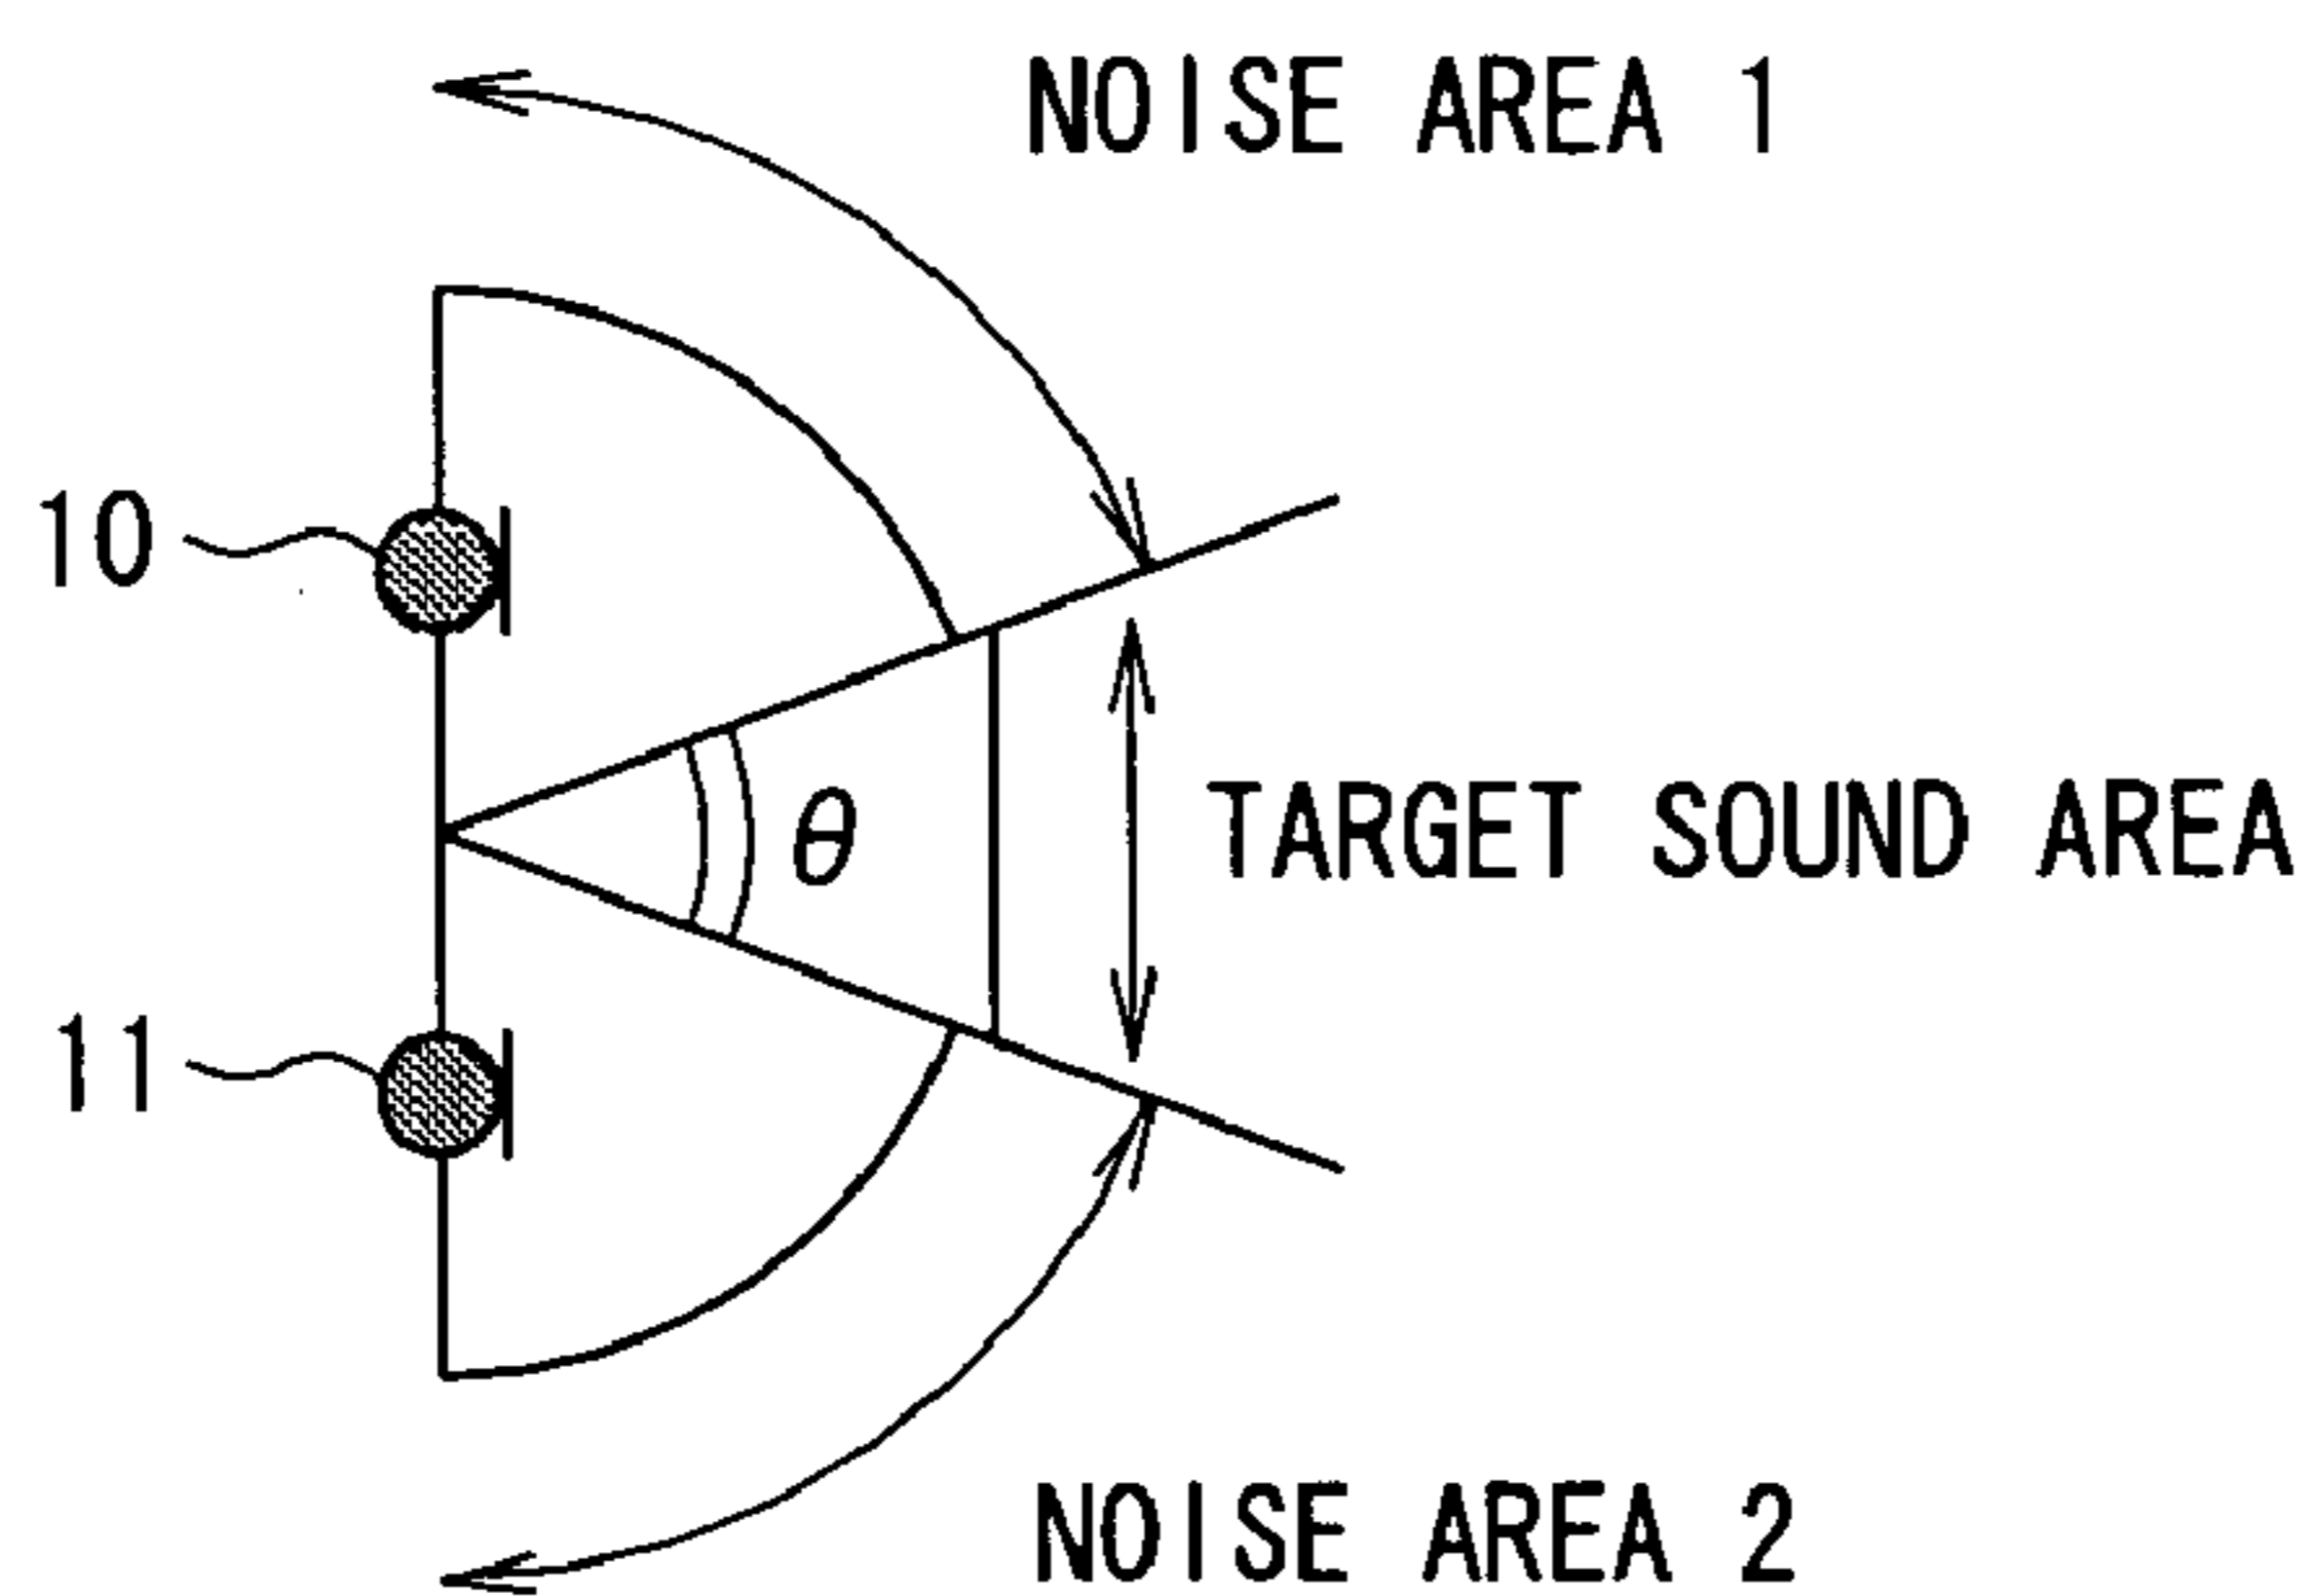 NOISE AREA 1
10
θ
TARGET SOUND AREA
11
NOISE AREA 2